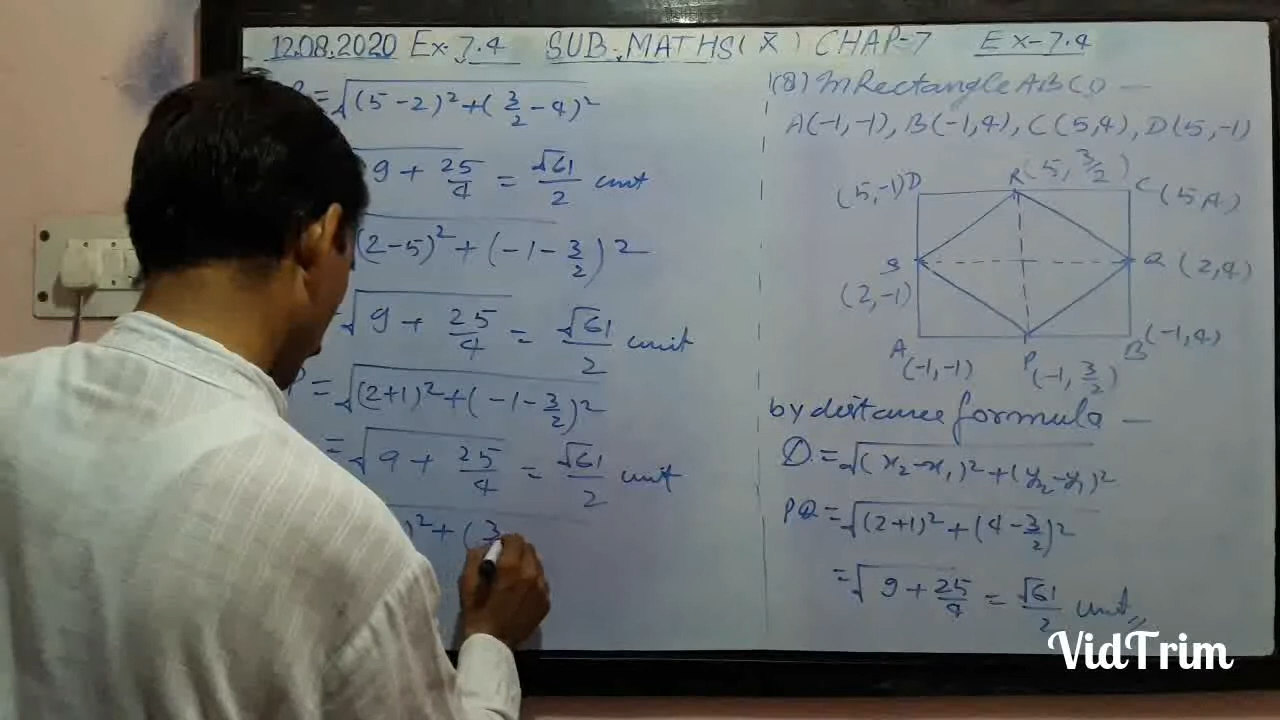 12.08.2020 Ex. 7.4 SUB. MATHS (X) CHAP-7 Ex-7.4
=√(5-2)²+(3/2-4)²
9+25/4 = √61/2 unit
(2-5)²+(-1-3/2)²
√9+25/4 = √61/2 unit
P=√(2+1)²+(-1-3/2)²
=√9+25/4 = √61/2 unit
)²+(3
(8) In Rectangle ABCD —
A(-1,-1), B(-1,4), C(5,4), D(5,-1)
(5,-1) D R(5,3/2) C(5,4)
S Q(2,4)
(2,-1)
A(-1,-1) P(-1,3/2) B(-1,4)
by distance formula —
D=√(x₂-x₁)²+(y₂-y₁)²
PQ=√(2+1)²+(4-3/2)²
=√9+25/4 = √61/2 unit,,
VidTrim